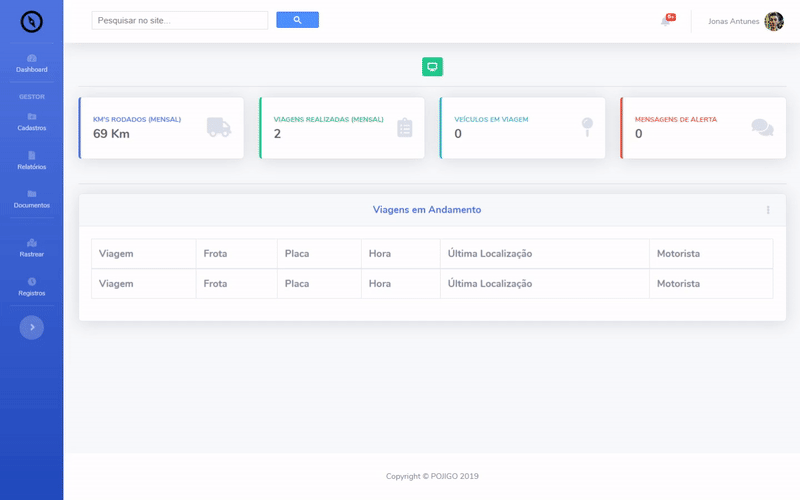 Pesquisar no site...
9+
Jonas Antunes
Dashboard
GESTOR
Cadastros
Relatórios
Documentos
Rastrear
Registros
KM'S RODADOS (MENSAL)
69 Km
VIAGENS REALIZADAS (MENSAL)
2
VEÍCULOS EM VIAGEM
0
MENSAGENS DE ALERTA
0
Viagens em Andamento
Viagem Frota Placa Hora Última Localização Motorista
Viagem Frota Placa Hora Última Localização Motorista
Copyright © POJIGO 2019